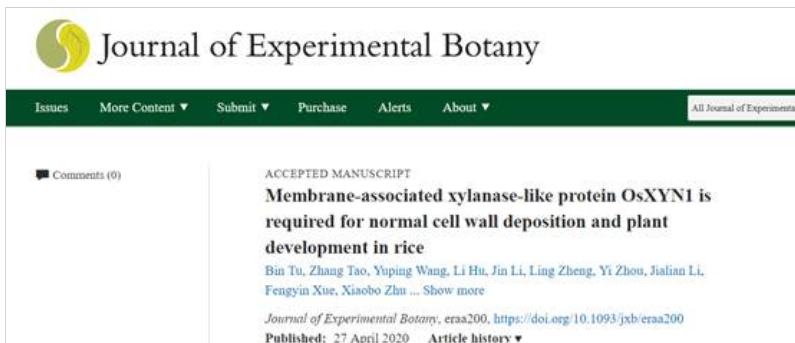 Journal of Experimental Botany
Issues More Content ▼ Submit ▼ Purchase Alerts About ▼ All Journal of Experimenta
Comments (0)
ACCEPTED MANUSCRIPT
Membrane-associated xylanase-like protein OsXYN1 is
required for normal cell wall deposition and plant
development in rice
Bin Tu, Zhang Tao, Yuping Wang, Li Hu, Jin Li, Ling Zheng, Yi Zhou, Jialian Li,
Fengyin Xue, Xiaobo Zhu ... Show more
Journal of Experimental Botany, eraa200, https://doi.org/10.1093/jxb/eraa200
Published: 27 April 2020 Article history ▼